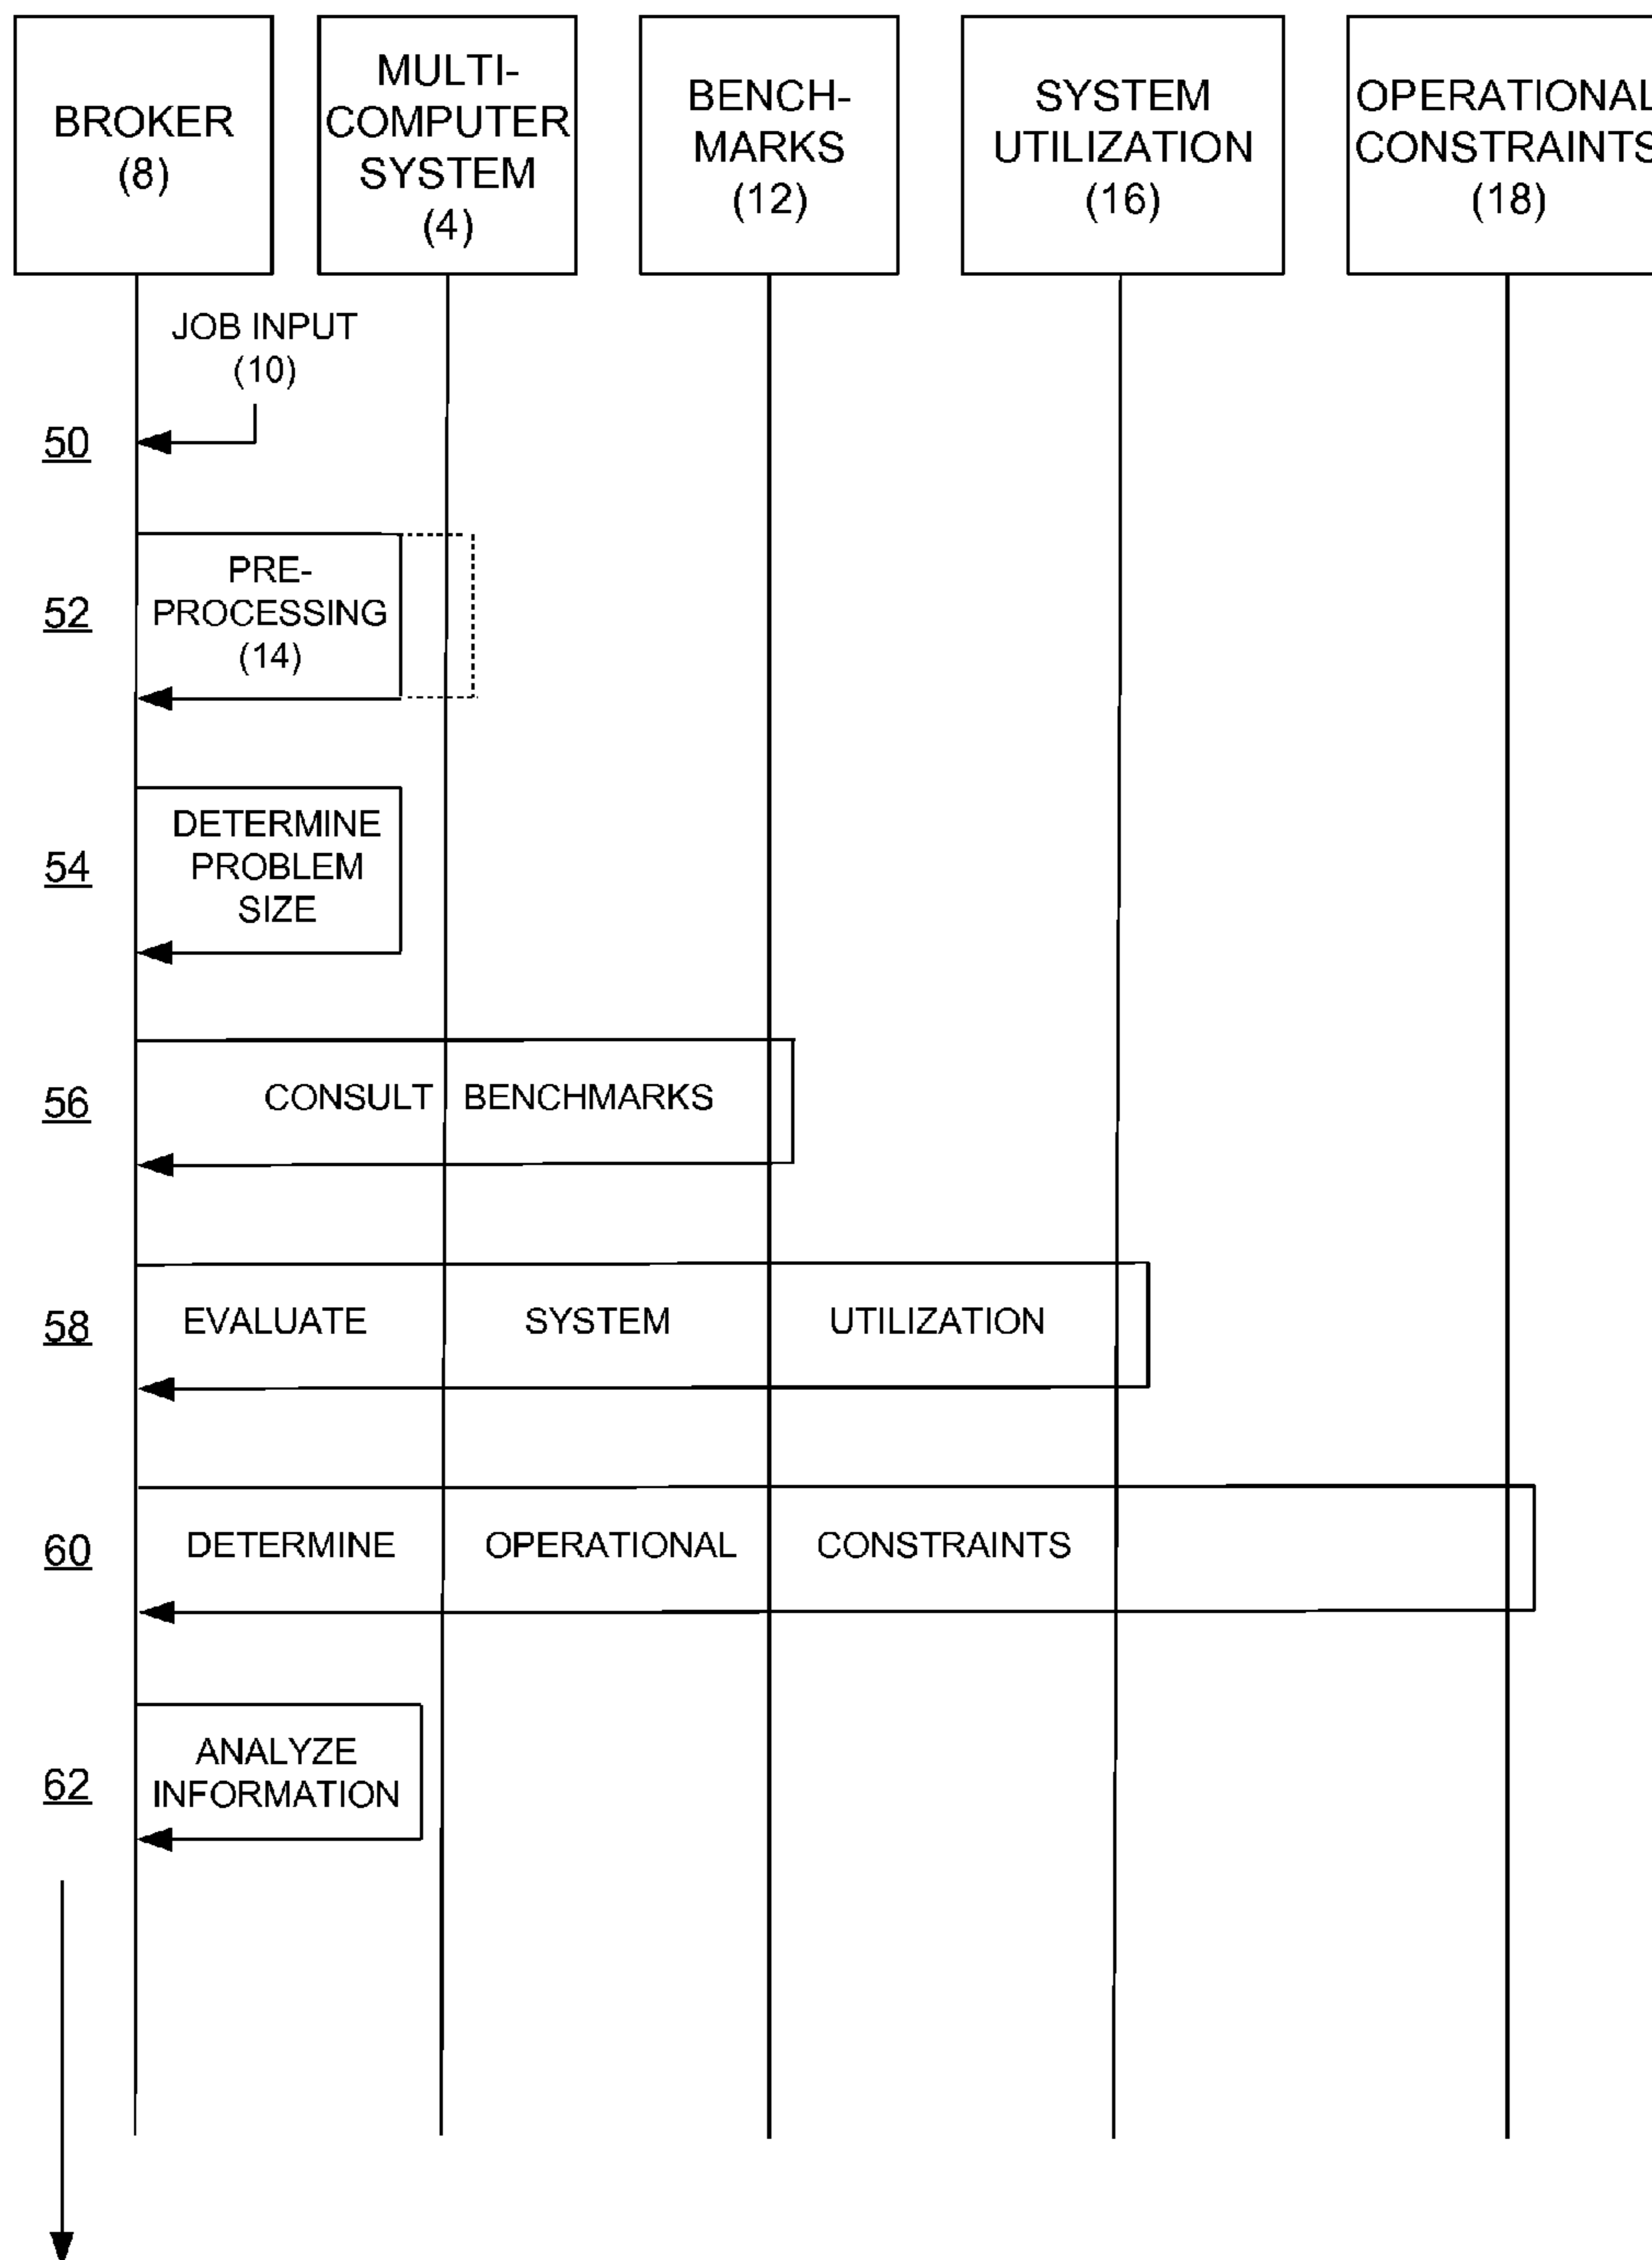 BROKER
(8)
MULTI-
COMPUTER
SYSTEM
(4)
BENCH-
MARKS
(12)
SYSTEM
UTILIZATION
(16)
OPERATIONAL
CONSTRAINTS
(18)
JOB INPUT
(10)
50
PRE-
PROCESSING
(14)
52
DETERMINE
PROBLEM
SIZE
54
CONSULT BENCHMARKS
56
EVALUATE SYSTEM UTILIZATION
58
DETERMINE OPERATIONAL CONSTRAINTS
60
ANALYZE
INFORMATION
62